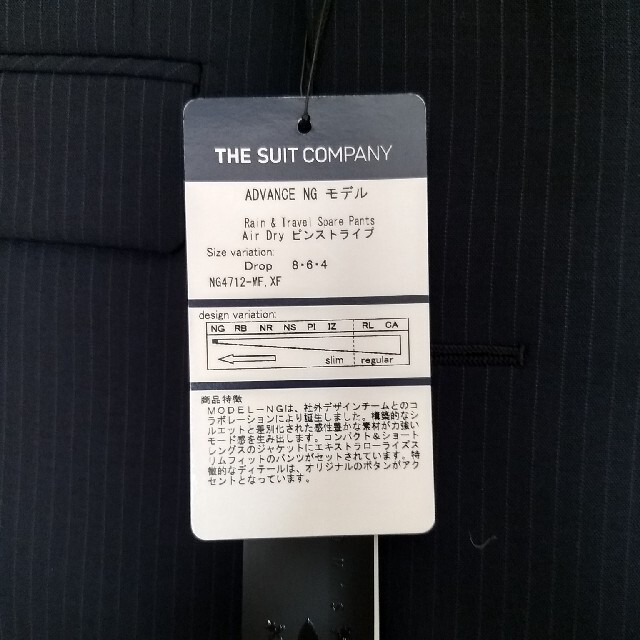 THE SUIT COMPANY
ADVANCE NG モデル
Rain & Travel Spare Pants
Air Dry ピンストライプ
Size variation:
Drop 8・6・4
NG4712-MF,XF
design variation:
NG RB NR NS PI IZ RL CA
slim regular
商品特徴
MODEL-NGは、社外デザインチームとのコ
ラボレーションにより誕生しました。構築的なシ
ルエットと差別化された感性豊かな素材が力強い
モード感を生み出します。コンパクト&ショート
レングスのジャケットにエキストラローライズス
リムフィットのパンツがセットされています。特
徴的なディテールは、オリジナルのボタンがアク
セントとなっています。